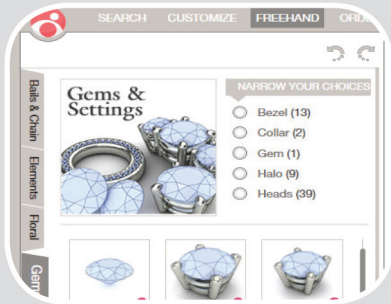 SEARCH CUSTOMIZE FREEHAND
Bails & Chain
Elements
Floral
Gems &
Settings
NARROW YOUR CHOICES
Bezel (13)
Collar (2)
Gem (1)
Halo (9)
Heads (39)